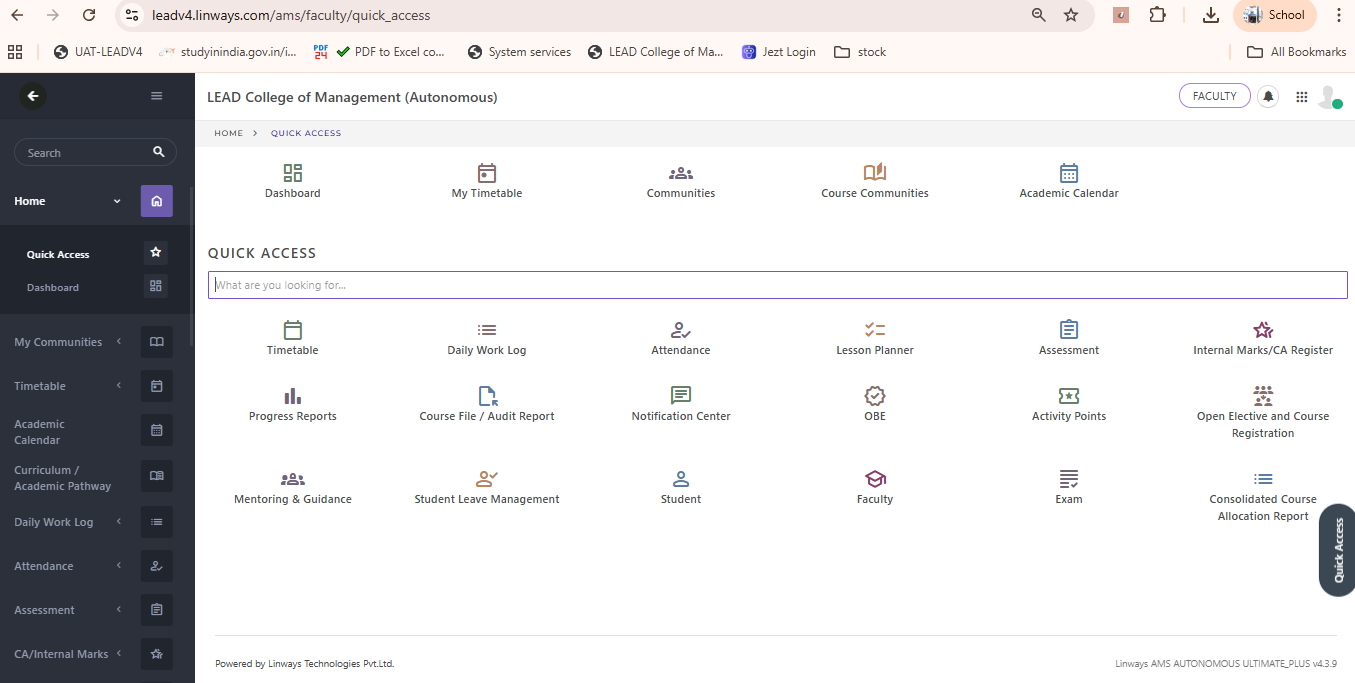 leadv4.linways.com/ams/faculty/quick_access
School
UAT-LEADV4
studyinindia.gov.in/i...
PDF 24
PDF to Excel co...
System services
LEAD College of Ma...
Jezt Login
stock
All Bookmarks
LEAD College of Management (Autonomous)
FACULTY
HOME > QUICK ACCESS
Search
Home
Quick Access
Dashboard
My Communities
Timetable
Academic
Calendar
Curriculum /
Academic Pathway
Daily Work Log
Attendance
Assessment
CA/Internal Marks
Dashboard
My Timetable
Communities
Course Communities
Academic Calendar
QUICK ACCESS
What are you looking for...
Timetable
Daily Work Log
Attendance
Lesson Planner
Assessment
Internal Marks/CA Register
Progress Reports
Course File / Audit Report
Notification Center
OBE
Activity Points
Open Elective and Course
Registration
Mentoring & Guidance
Student Leave Management
Student
Faculty
Exam
Consolidated Course
Allocation Report
Quick Access
Powered by Linways Technologies Pvt.Ltd.
Linways AMS AUTONOMOUS ULTIMATE_PLUS v4.3.9